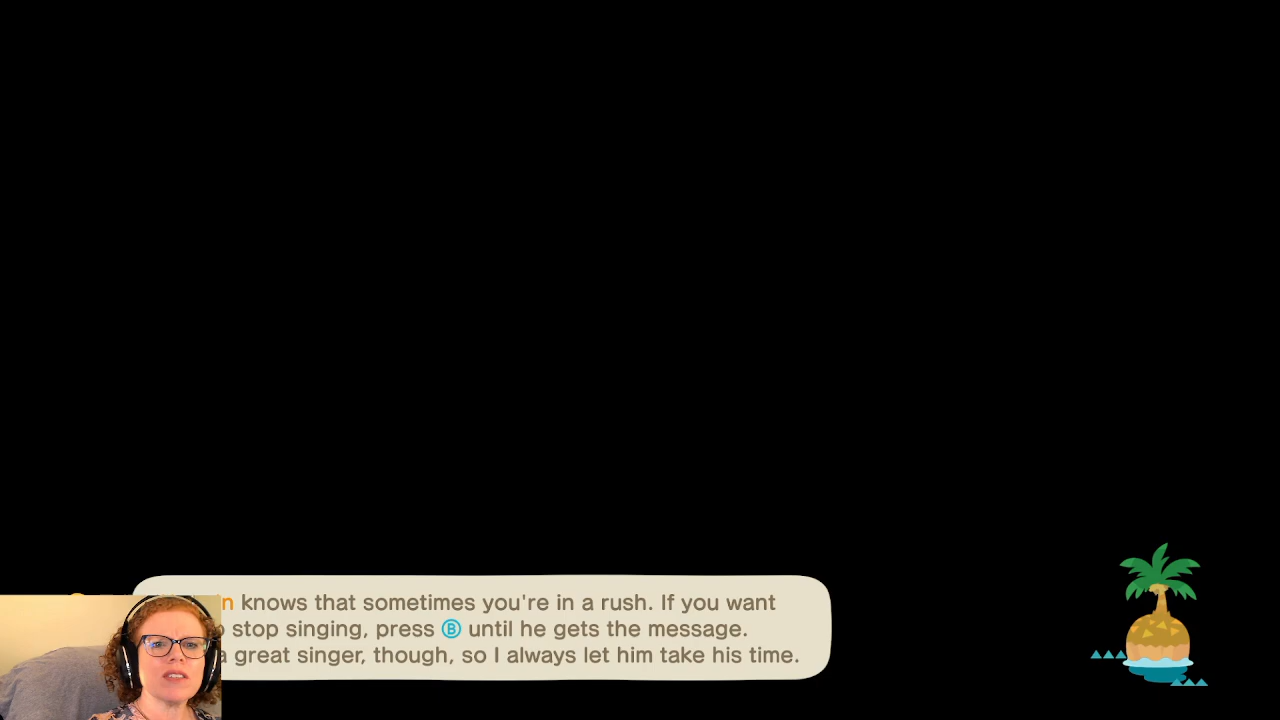 knows that sometimes you're in a rush. If you want
stop singing, press B until he gets the message.
a great singer, though, so I always let him take his time.